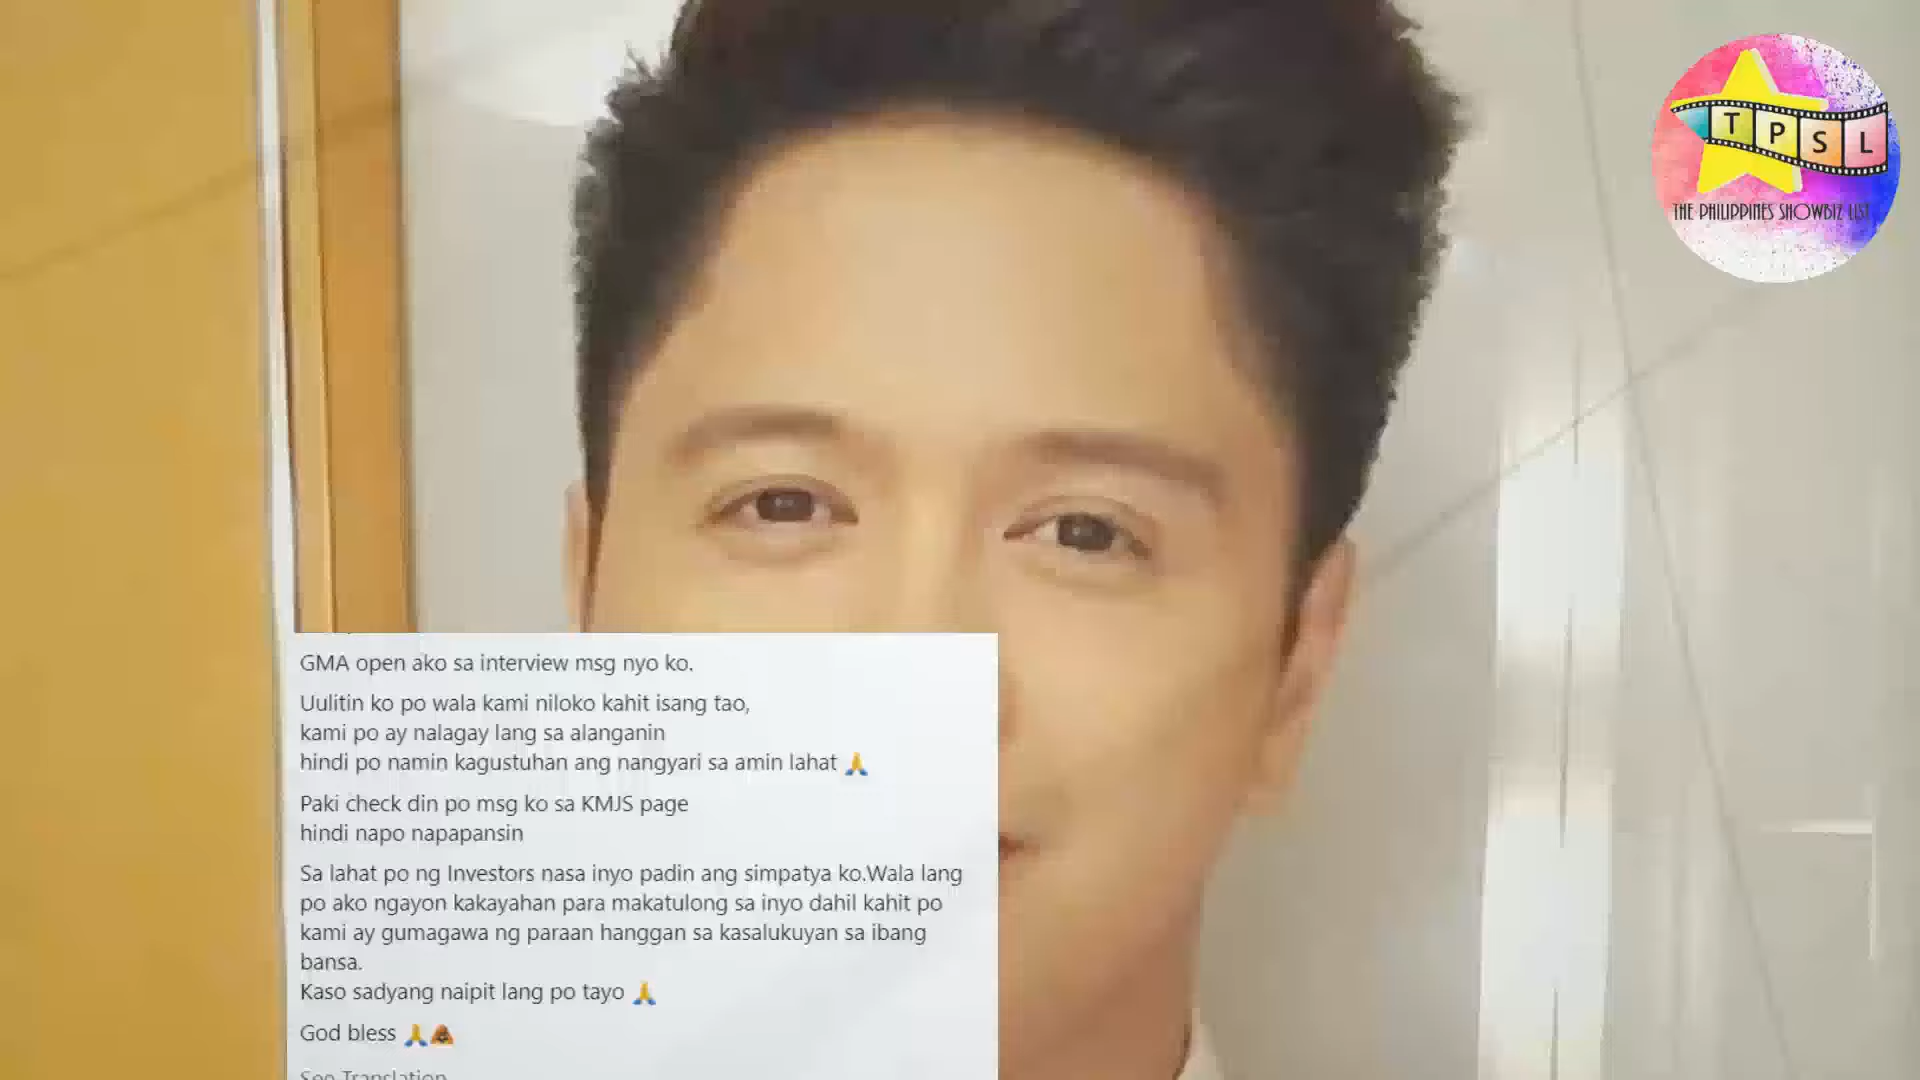 T P S L
THE PHILIPPINES SHOWBIZ LIST
GMA open ako sa interview msg nyo ko.
Uulitin ko po wala kami niloko kahit isang tao,
kami po ay nalagay lang sa alanganin
hindi po namin kagustuhan ang nangyari sa amin lahat 🙏
Paki check din po msg ko sa KMJS page
hindi napo napapansin
Sa lahat po ng Investors nasa inyo padin ang simpatya ko.Wala lang
po ako ngayon kakayahan para makatulong sa inyo dahil kahit po
kami ay gumagawa ng paraan hanggan sa kasalukuyan sa ibang
bansa.
Kaso sadyang naipit lang po tayo 🙏
God bless 🙏
See Translation